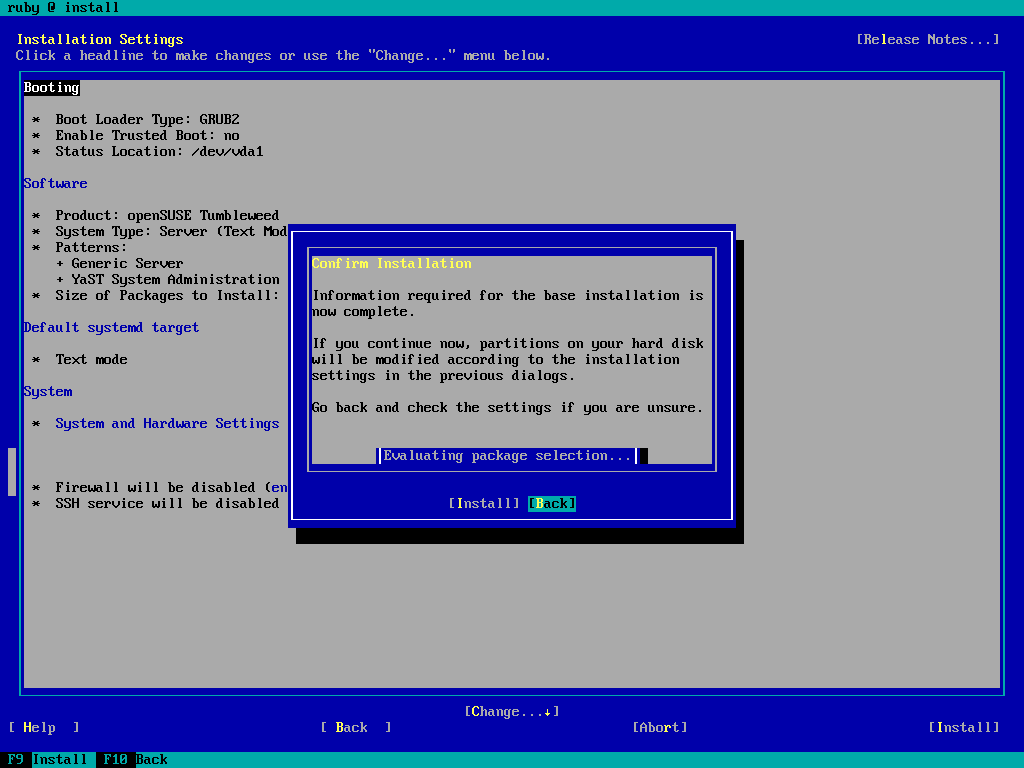 ruby @ install
Installation Settings [Release Notes...]
Click a headline to make changes or use the "Change..." menu below.
Booting
* Boot Loader Type: GRUB2
* Enable Trusted Boot: no
* Status Location: /dev/vda1
Software
* Product: openSUSE Tumbleweed
* System Type: Server (Text Mod
* Patterns:
+ Generic Server
+ YaST System Administration
* Size of Packages to Install:
Default systemd target
* Text mode
System
* System and Hardware Settings
* Firewall will be disabled (en
* SSH service will be disabled
Confirm Installation
Information required for the base installation is
now complete.
If you continue now, partitions on your hard disk
will be modified according to the installation
settings in the previous dialogs.
Go back and check the settings if you are unsure.
Evaluating package selection...
[Install] [Back]
[Change...↓]
[ Help ] [ Back ] [Abort] [Install]
F9 Install F10 Back